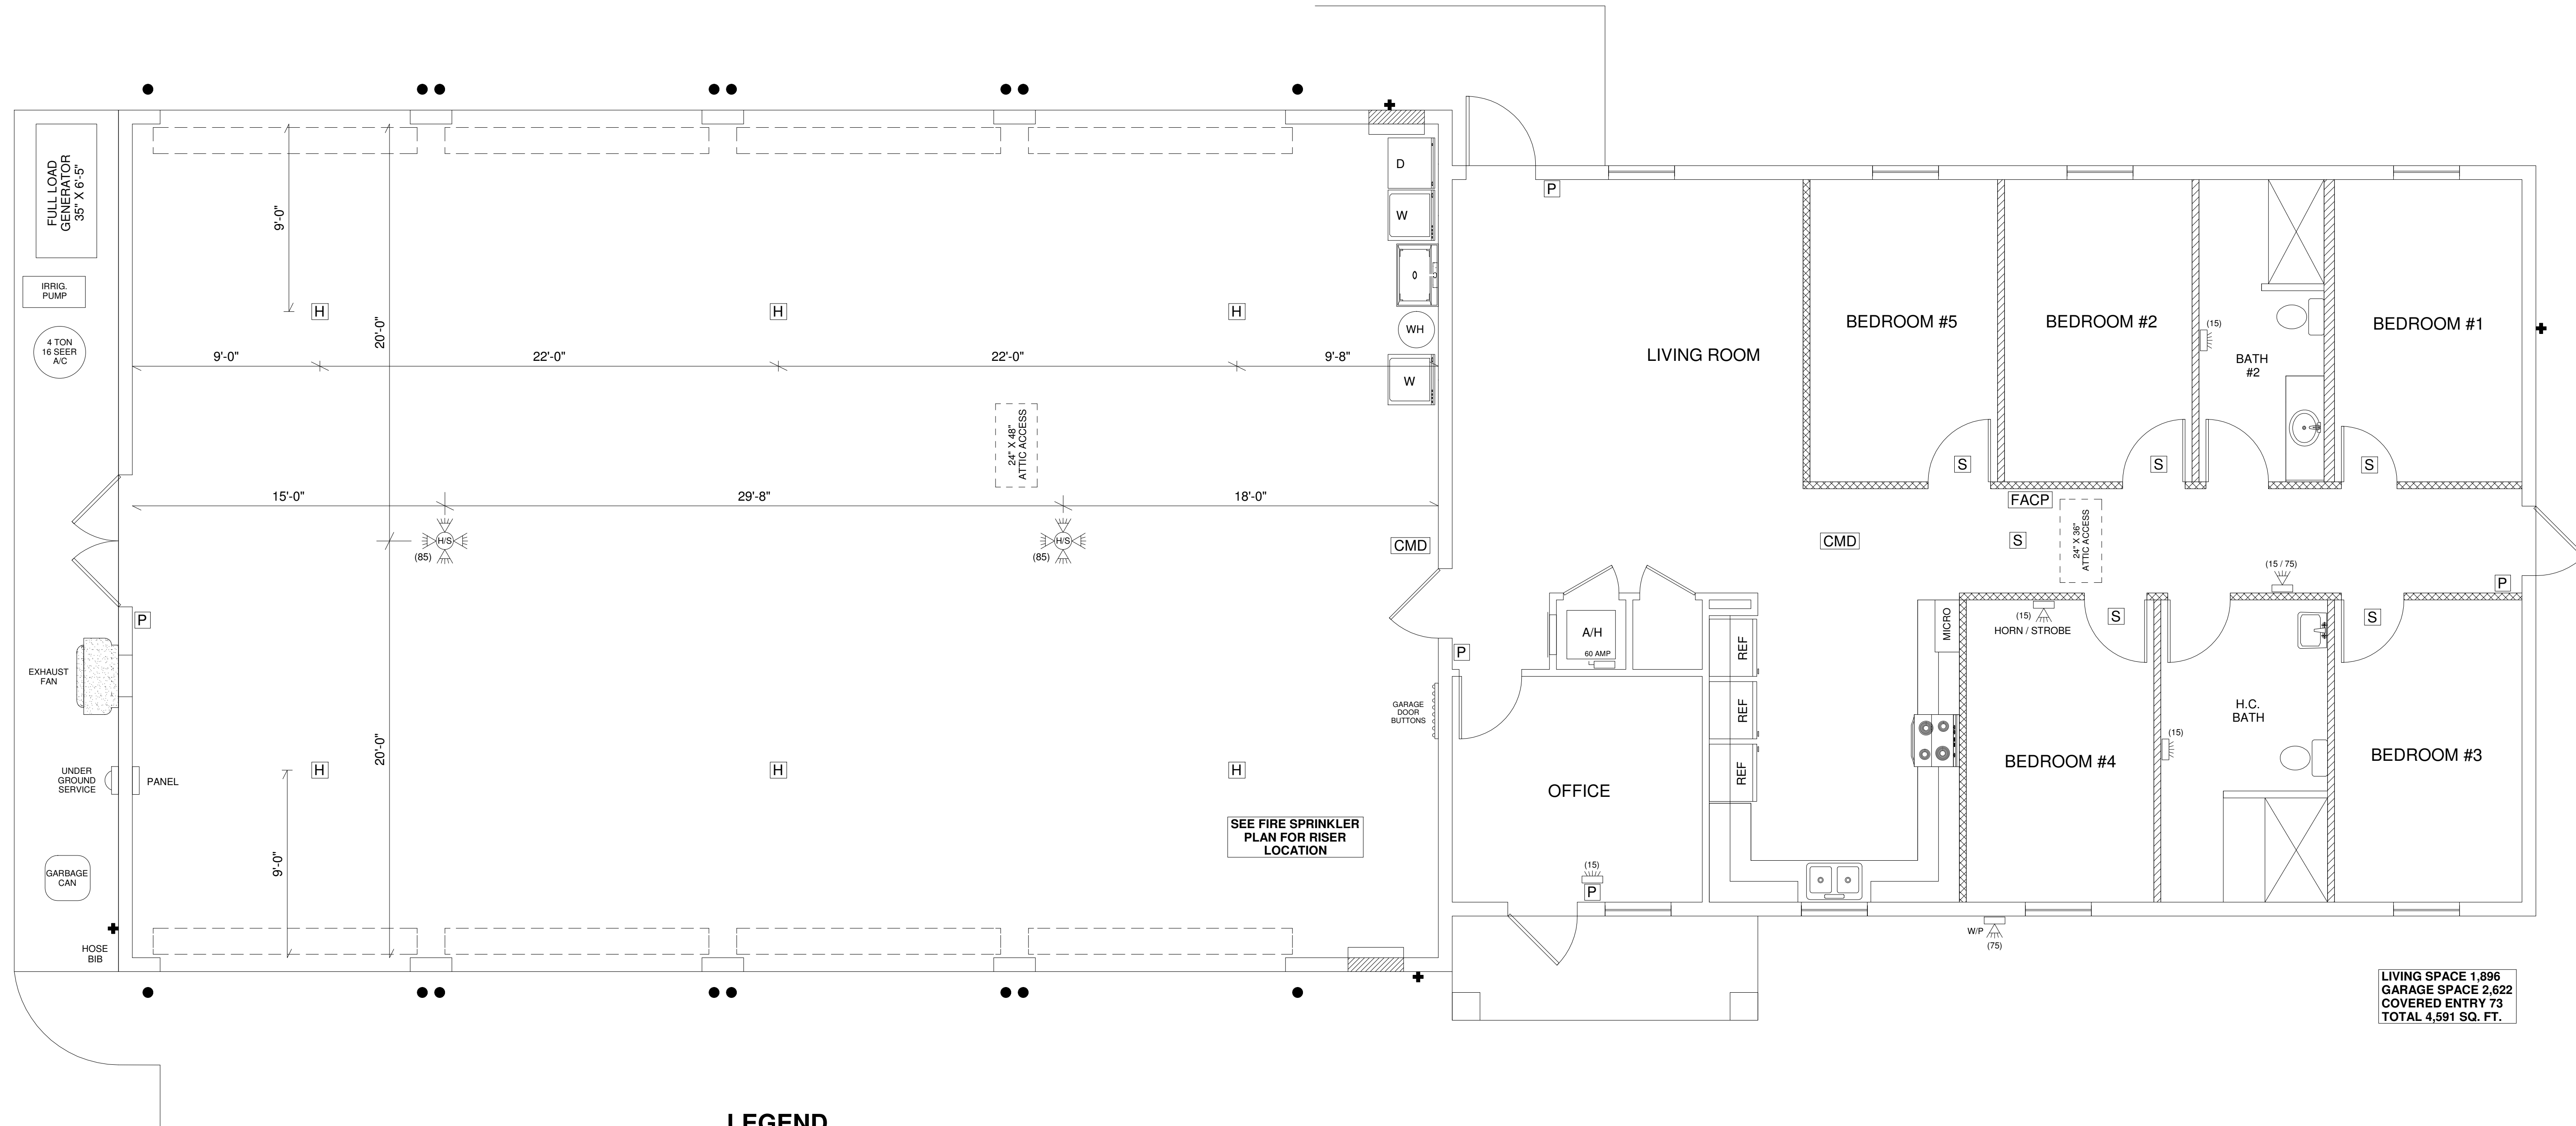 FULL LOAD
GENERATOR
35" X 6'-5"
IRRIG.
PUMP
4 TON
16 SEER
A/C
EXHAUST
FAN
UNDER
GROUND
SERVICE
PANEL
GARBAGE
CAN
HOSE
BIB
P
9'-0"
20'-0"
H
H
H
9'-0"
22'-0"
22'-0"
9'-8"
24" X 48"
ATTIC ACCESS
15'-0"
29'-8"
18'-0"
H/S
(85)
H/S
(85)
20'-0"
9'-0"
H
H
H
SEE FIRE SPRINKLER
PLAN FOR RISER
LOCATION
D
W
WH
W
CMD
GARAGE
DOOR
BUTTONS
P
LIVING ROOM
P
A/H
60 AMP
OFFICE
(15)
P
REF
REF
REF
CMD
MICRO
BEDROOM #5
S
BEDROOM #2
S
(15)
BATH
#2
BEDROOM #1
S
FACP
S
24" X 36"
ATTIC ACCESS
(15 / 75)
P
(15)
HORN / STROBE
S
BEDROOM #4
(15)
H.C.
BATH
S
BEDROOM #3
W/P
(75)
LIVING SPACE 1,896
GARAGE SPACE 2,622
COVERED ENTRY 73
TOTAL 4,591 SQ. FT.
LEGEND